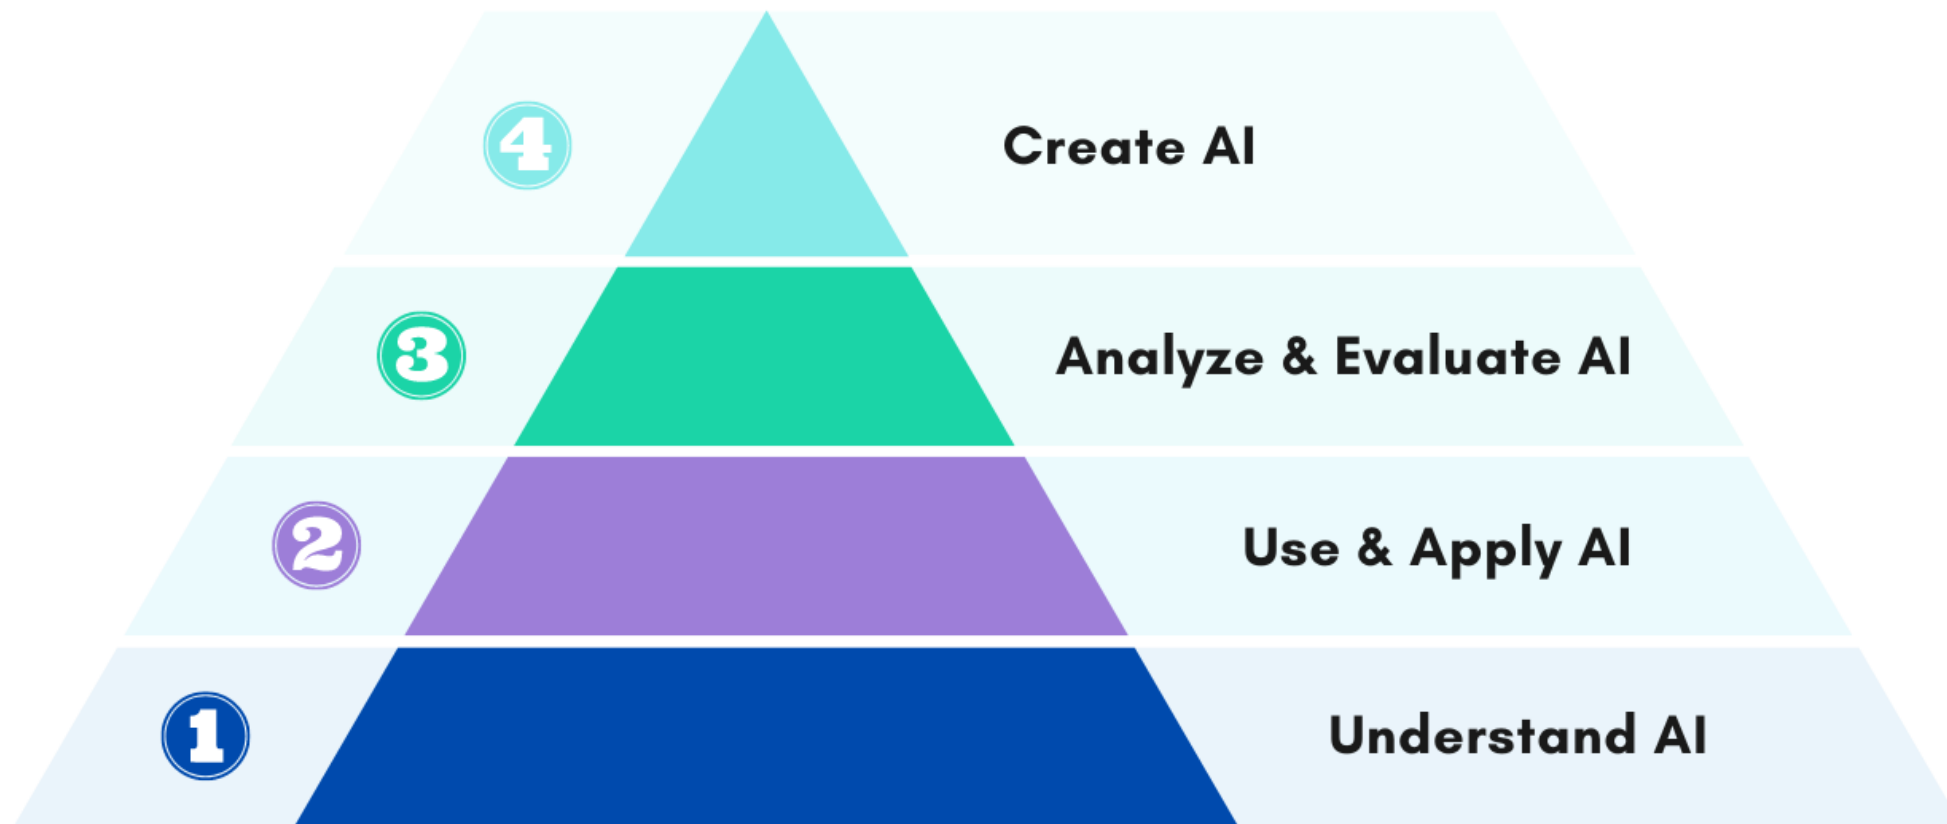 4
Create AI
3
Analyze & Evaluate AI
2
Use & Apply AI
1
Understand AI